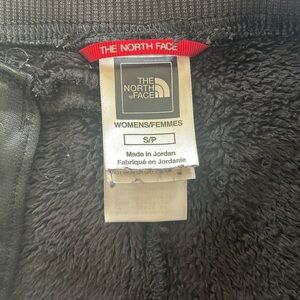 THE NORTH FACE
THE
NORTH
FACE
WOMENS/FEMMES
S/P
Made in Jordan
Fabriqué en Jordanie